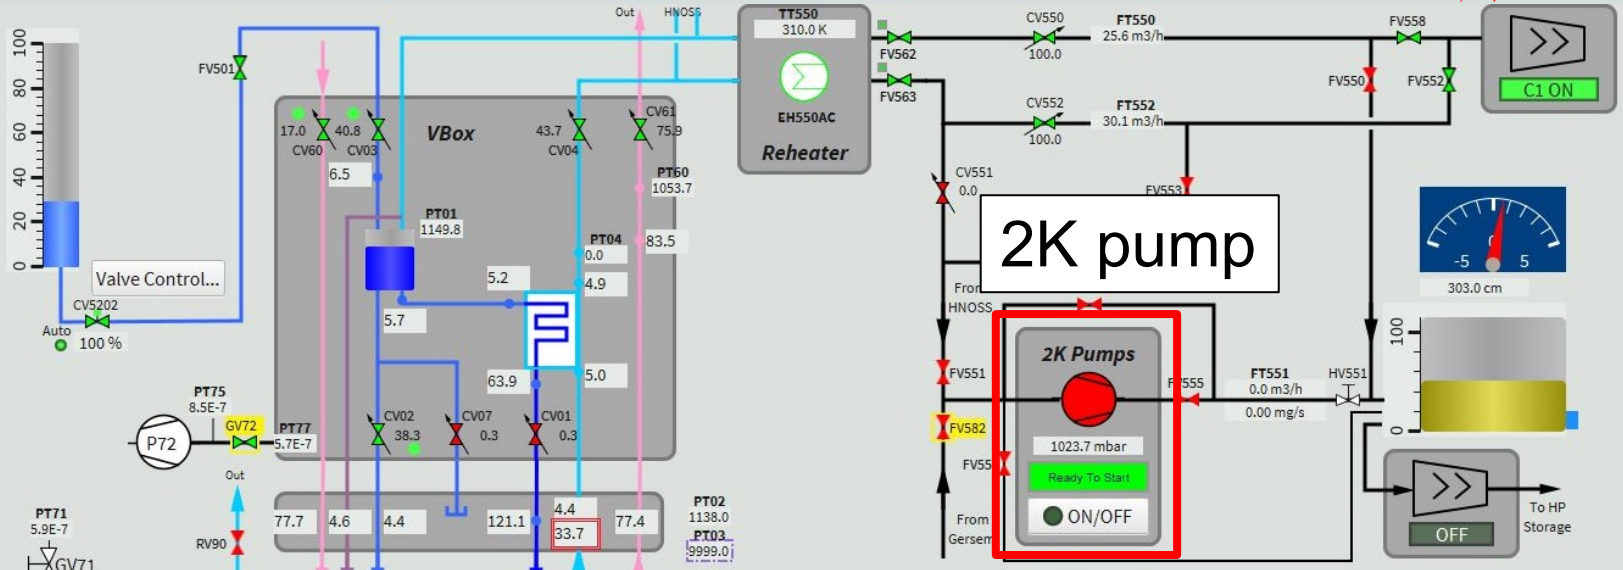 100
80
60
40
20
0
FV501
Valve Control...
CV5202
Auto
100 %
Out
HNOSS
17.0
CV60
40.8
CV03
VBox
43.7
CV04
CV61
75.9
6.5
PT60
1053.7
PT01
1149.8
PT04
0.0
83.5
5.2
4.9
5.7
63.9
5.0
CV02
38.3
CV07
0.3
CV01
0.3
PT75
8.5E-7
GV72
P72
PT77
5.7E-7
Out
RV90
PT71
5.9E-7
GV71
77.7
4.6
4.4
121.1
4.4
33.7
77.4
PT02
1138.0
PT03
9999.0
TT550
310.0 K
EH550AC
Reheater
FV562
FV563
CV550
100.0
FT550
25.6 m3/h
FV558
C1 ON
FV550
FV552
CV552
100.0
FT552
30.1 m3/h
CV551
0.0
FV553
2K pump
From
HNOSS
-5
5
303.0 cm
2K Pumps
1023.7 mbar
Ready To Start
ON/OFF
FV551
FV582
FV55
From
Gersem
FV555
FT551
0.0 m3/h
0.00 mg/s
HV551
100
0
OFF
To HP
Storage